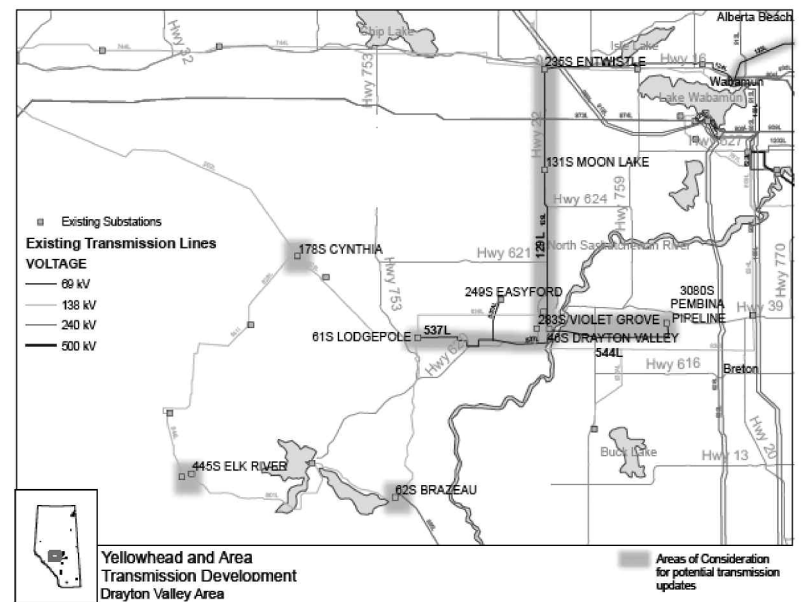 Chip Lake
Isle Lake
Alberta Beach
Hwy 32
744L
744L
Hwy 753
235S ENTWISTLE
Hwy 16
Wabamun
Lake Wabamun
973L
974L
Hwy 22
Hwy 627
131S MOON LAKE
Hwy 624
Hwy 759
Existing Substations
Existing Transmission Lines
VOLTAGE
69 kV
138 kV
240 kV
500 kV
178S CYNTHIA
Hwy 621
129L
North Saskatchewan River
Hwy 770
Hwy 753
249S EASYFORD
3080S
PEMBINA
PIPELINE
Hwy 39
283S VIOLET GROVE
61S LODGEPOLE
537L
46S DRAYTON VALLEY
544L
Hwy 616
Breton
Buck Lake
Hwy 13
Hwy 20
445S ELK RIVER
62S BRAZEAU
Yellowhead and Area
Transmission Development
Drayton Valley Area
Areas of Consideration
for potential transmission
updates